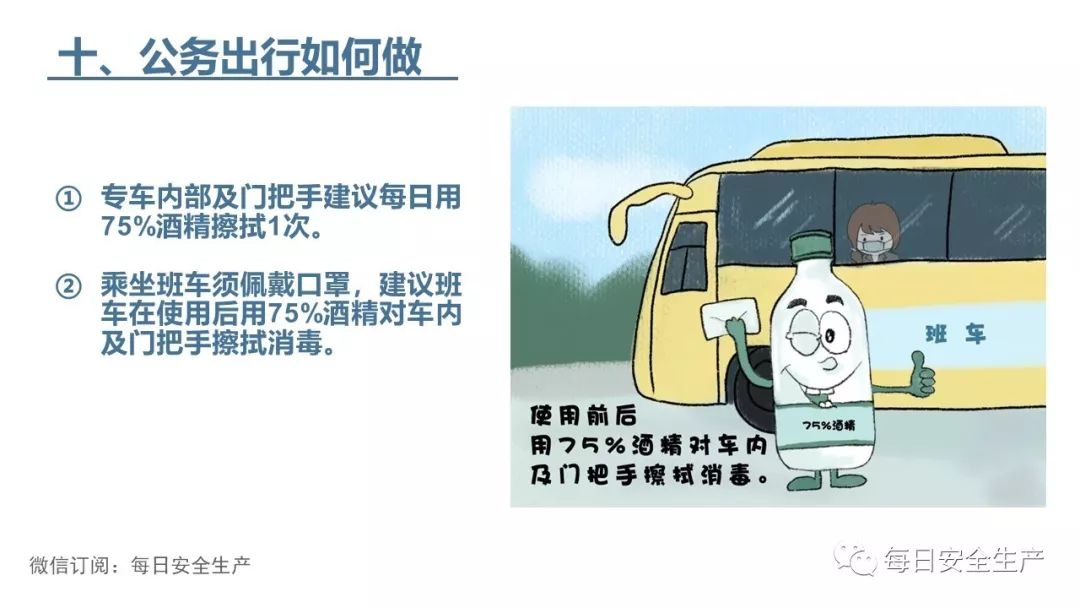 十、公务出行如何做
① 专车内部及门把手建议每日用
75%酒精擦拭1次。
② 乘坐班车须佩戴口罩，建议班
车在使用后用75%酒精对车内
及门把手擦拭消毒。
班 车
75%酒精
使用前后
用75%酒精对车内
及门把手擦拭消毒。
微信订阅：每日安全生产
每日安全生产